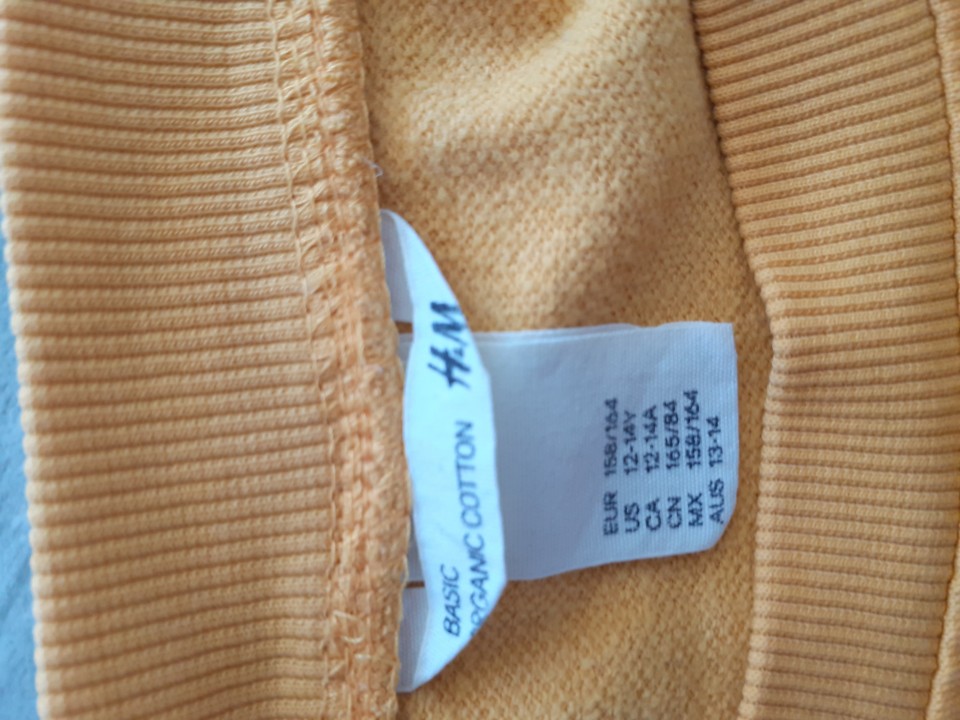 H&M
BASIC
ORGANIC COTTON
EUR 158/164
US 12-14Y
CA 12-14A
CN 165/84
MX 158/164
AUS 13-14